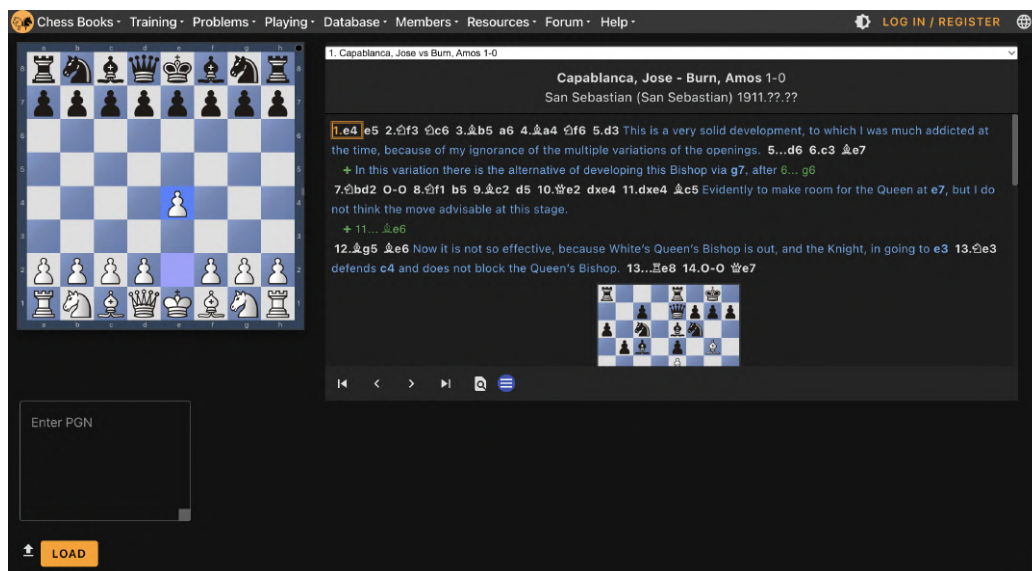 Chess Books Training Problems Playing Database Members Resources Forum Help LOG IN / REGISTER
a b c d e f g h
8
7
6
5
4
3
2
1
a b c d e f g h
1. Capablanca, Jose vs Burn, Amos 1-0
Capablanca, Jose - Burn, Amos 1-0
San Sebastian (San Sebastian) 1911.??.??
1.e4 e5 2.♘f3 ♘c6 3.♗b5 a6 4.♗a4 ♘f6 5.d3 This is a very solid development, to which I was much addicted at
the time, because of my ignorance of the multiple variations of the openings. 5...d6 6.c3 ♗e7
+ In this variation there is the alternative of developing this Bishop via g7, after 6... g6
7.♘bd2 O-O 8.♘f1 b5 9.♗c2 d5 10.♕e2 dxe4 11.dxe4 ♗c5 Evidently to make room for the Queen at e7, but I do
not think the move advisable at this stage.
+ 11... ♗e6
12.♗g5 ♗e6 Now it is not so effective, because White's Queen's Bishop is out, and the Knight, in going to e3 13.♘e3
defends c4 and does not block the Queen's Bishop. 13...♖e8 14.O-O ♕e7
Enter PGN
LOAD